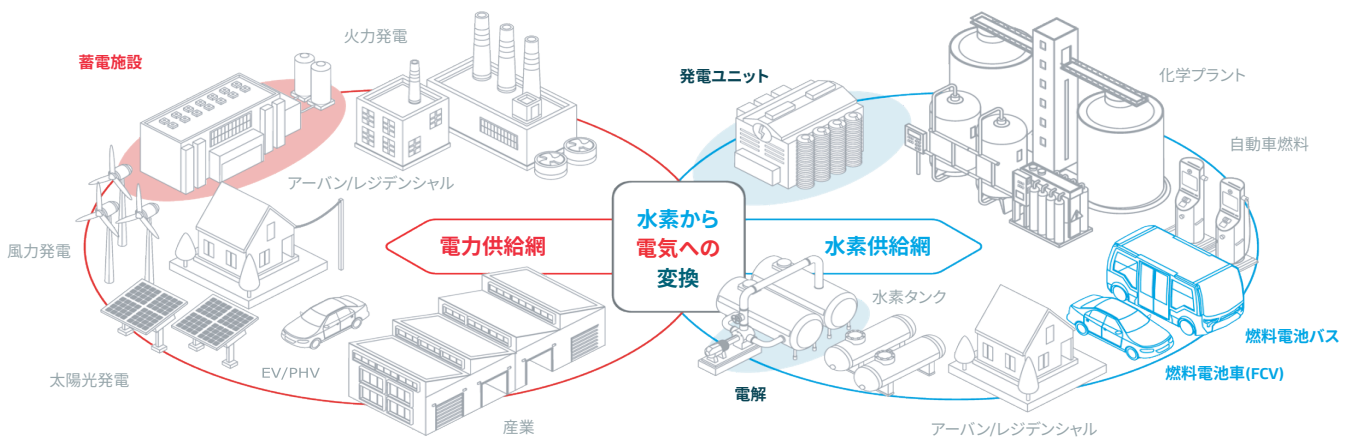 火力発電
蓄電施設
発電ユニット
化学プラント
自動車燃料
アーバン/レジデンシャル
水素から
電気への
変換
電力供給網
水素供給網
風力発電
水素タンク
燃料電池バス
太陽光発電
EV/PHV
燃料電池車(FCV)
電解
産業
アーバン/レジデンシャル